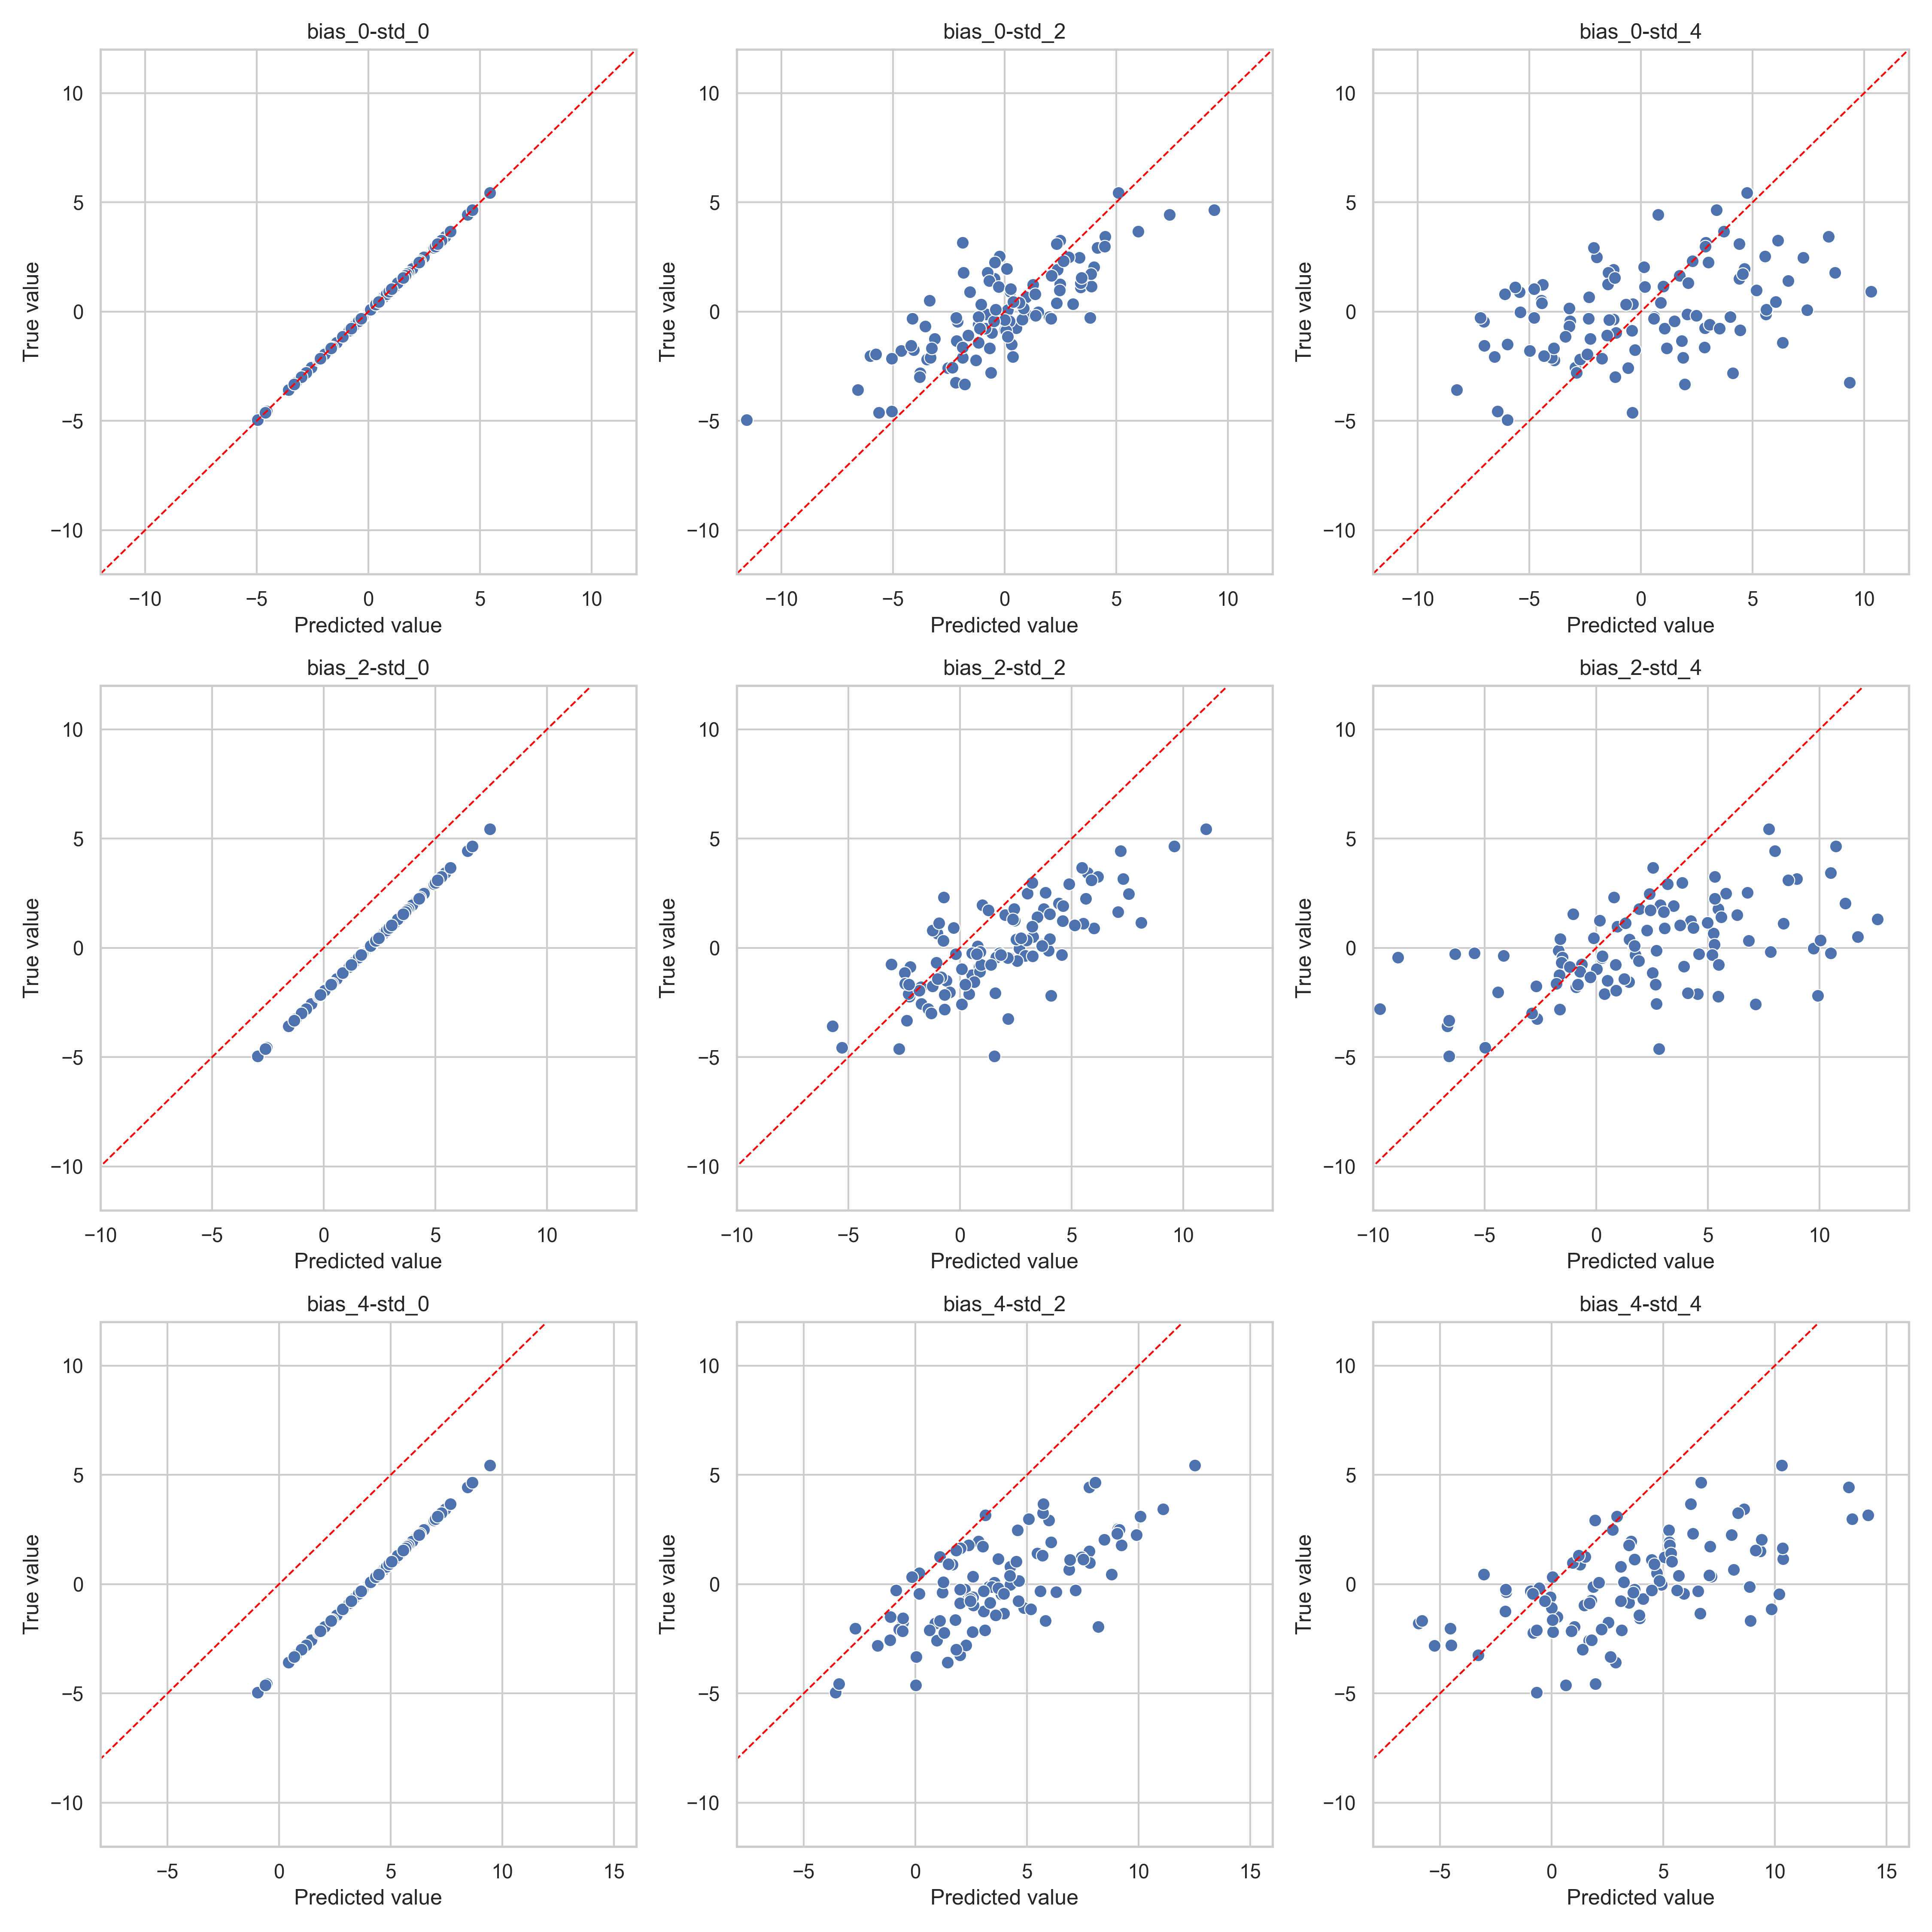 bias_0-std_0
10
5
0
−5
−10
True value
−10 −5 0 5 10
Predicted value
bias_0-std_2
10
5
0
−5
−10
True value
−10 −5 0 5 10
Predicted value
bias_0-std_4
10
5
0
−5
−10
True value
−10 −5 0 5 10
Predicted value
bias_2-std_0
10
5
0
−5
−10
True value
−10 −5 0 5 10
Predicted value
bias_2-std_2
10
5
0
−5
−10
True value
−10 −5 0 5 10
Predicted value
bias_2-std_4
10
5
0
−5
−10
True value
−10 −5 0 5 10
Predicted value
bias_4-std_0
10
5
0
−5
−10
True value
−5 0 5 10 15
Predicted value
bias_4-std_2
10
5
0
−5
−10
True value
−5 0 5 10 15
Predicted value
bias_4-std_4
10
5
0
−5
−10
True value
−5 0 5 10 15
Predicted value